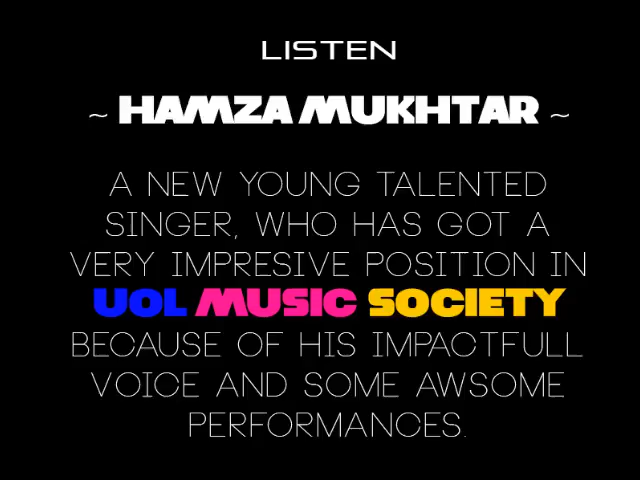 LISTEN
~ HAMZA MUKHTAR ~
A NEW YOUNG TALENTED
SINGER, WHO HAS GOT A
VERY IMPRESIVE POSITION IN
UOL MUSIC SOCIETY
BECAUSE OF HIS IMPACTFULL
VOICE AND SOME AWSOME
PERFORMANCES.